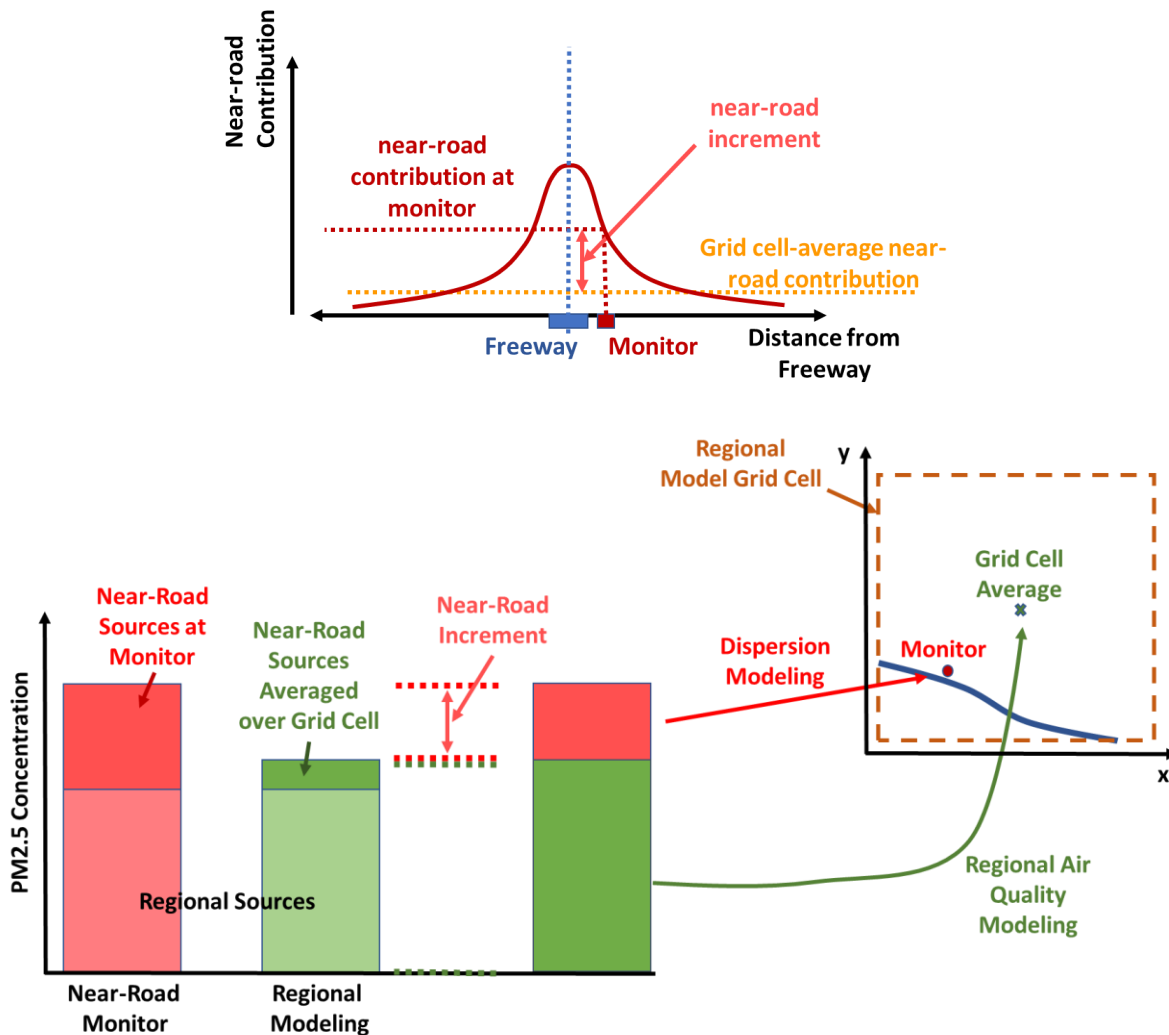 Near-road
Contribution
near-road
increment
near-road
contribution at
monitor
Grid cell-average near-
road contribution
Freeway
Monitor
Distance from
Freeway
Regional
Model Grid Cell
y
Grid Cell
Average
Monitor
x
Dispersion
Modeling
Regional Air
Quality
Modeling
PM2.5 Concentration
Near-Road
Sources at
Monitor
Near-Road
Sources
Averaged
over Grid Cell
Near-Road
Increment
Regional Sources
Near-Road
Monitor
Regional
Modeling